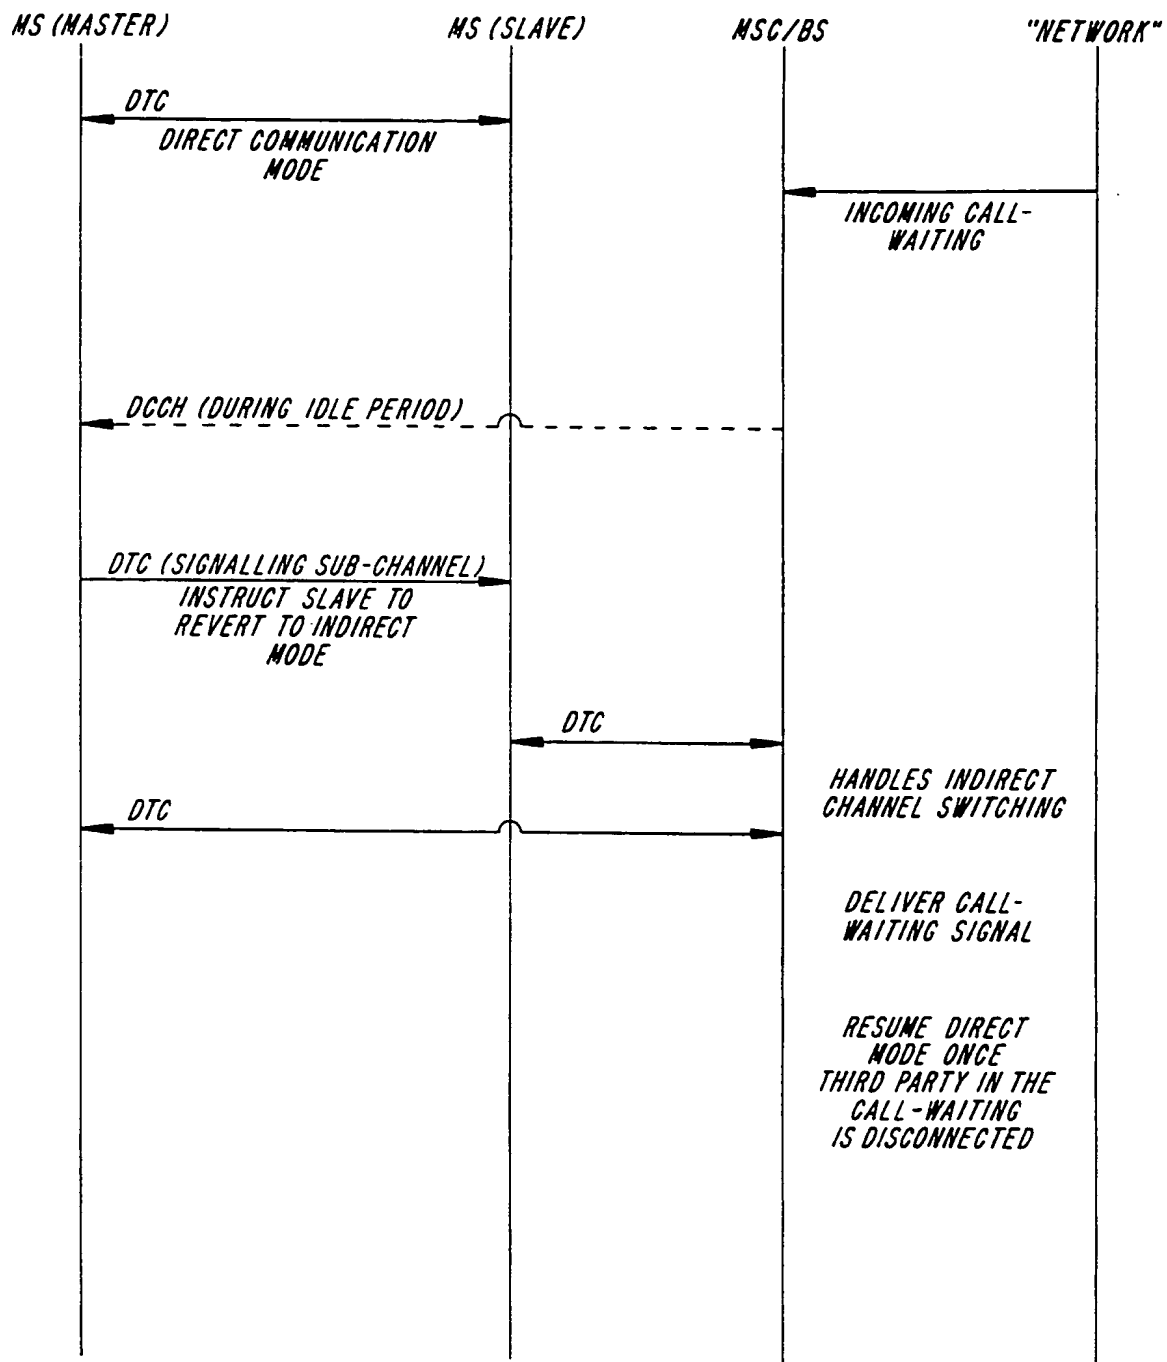 MS (MASTER)
MS (SLAVE)
MSC/BS
"NETWORK"
DTC
DIRECT COMMUNICATION
MODE
INCOMING CALL-
WAITING
DCCH (DURING IDLE PERIOD)
DTC (SIGNALLING SUB-CHANNEL)
INSTRUCT SLAVE TO
REVERT TO INDIRECT
MODE
DTC
HANDLES INDIRECT
CHANNEL SWITCHING
DTC
DELIVER CALL-
WAITING SIGNAL
RESUME DIRECT
MODE ONCE
THIRD PARTY IN THE
CALL-WAITING
IS DISCONNECTED